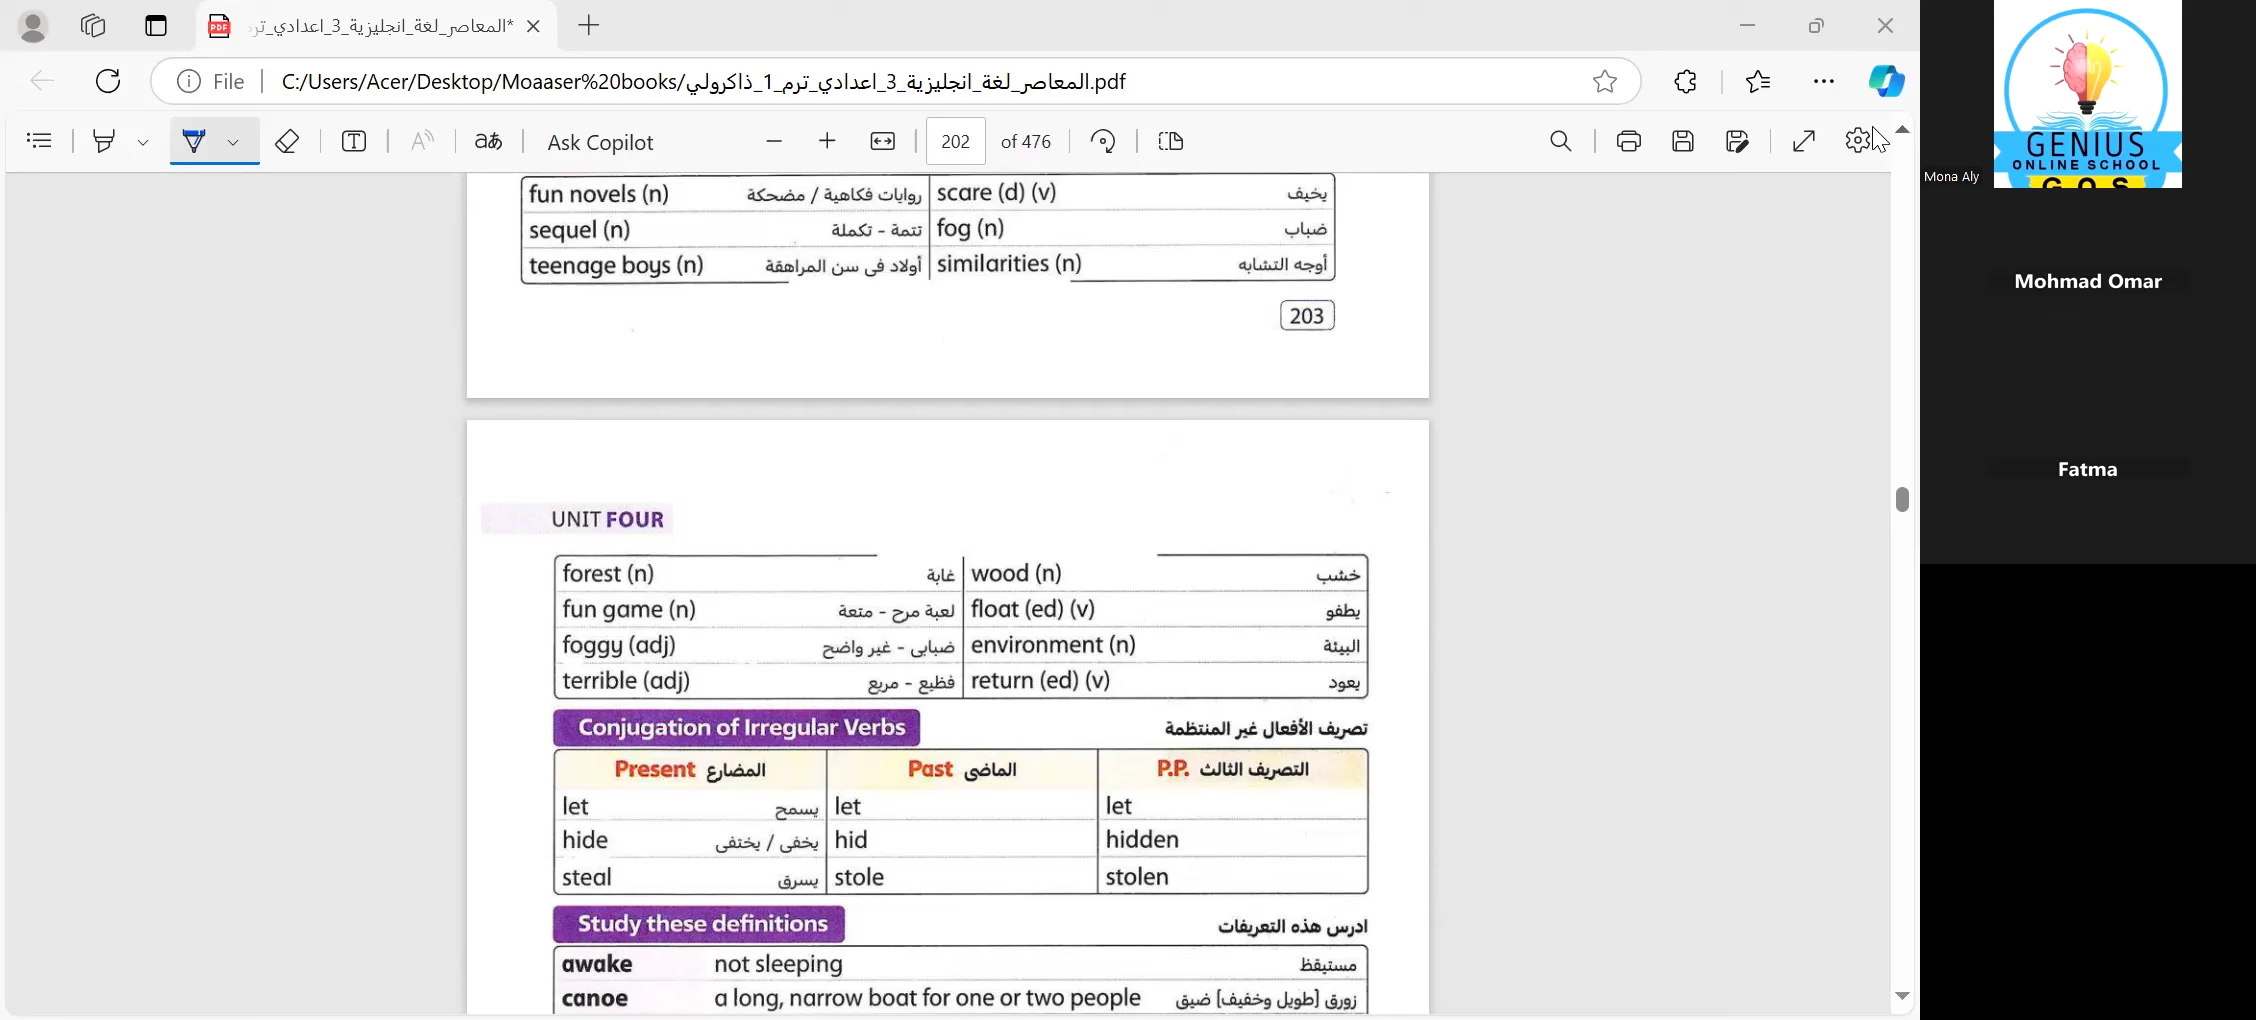 *المعاصر_لغة_انجليزية_3_اعدادي_تر
File C:/Users/Acer/Desktop/Moaaser%20books/المعاصر_لغة_انجليزية_3_اعدادي_ترم_1_ذاكرولي.pdf
Ask Copilot 202 of 476
fun novels (n) روايات فكاهية / مضحكة scare (d) (v) يخيف
sequel (n) تتمة - تكملة fog (n) ضباب
teenage boys (n) أولاد فى سن المراهقة similarities (n) أوجه التشابه
203
UNIT FOUR
forest (n) غابة wood (n) خشب
fun game (n) لعبة مرح - متعة float (ed) (v) يطفو
foggy (adj) ضبابى - غير واضح environment (n) البيئة
terrible (adj) فظيع - مريع return (ed) (v) يعود
Conjugation of Irregular Verbs تصريف الأفعال غير المنتظمة
Present المضارع Past الماضى P.P. التصريف الثالث
let يسمح let let
hide يخفى / يختفى hid hidden
steal يسرق stole stolen
Study these definitions ادرس هذه التعريفات
awake not sleeping مستيقظ
canoe a long, narrow boat for one or two people زورق [طويل وخفيف] ضيق
GENIUS
ONLINE SCHOOL
GOS
Mona Aly
Mohmad Omar
Fatma